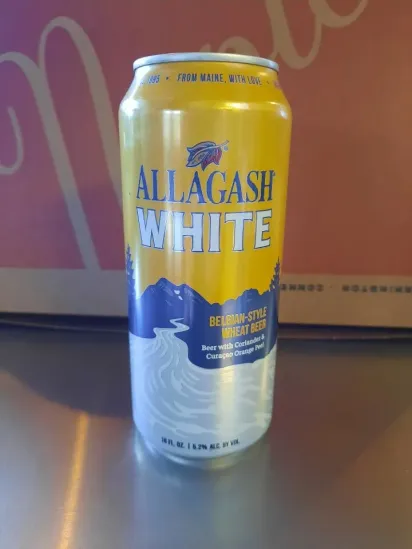 FROM MAINE, WITH LOVE
ALLAGASH
WHITE
BELGIAN-STYLE
WHEAT BEER
Beer with Coriander &
Curaçao Orange Peel
16 FL. OZ. | 5.2% ALC. BY VOL.